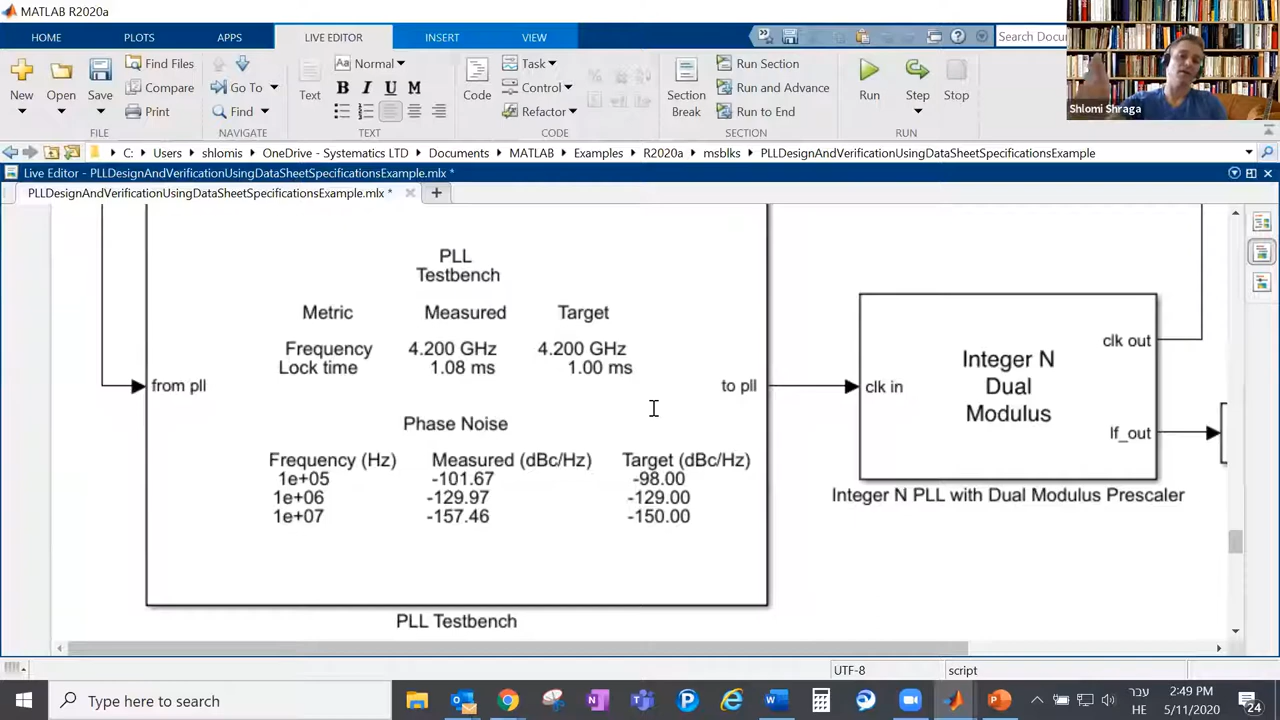 MATLAB R2020a
HOME PLOTS APPS LIVE EDITOR INSERT VIEW
Search Docu
New Open Save Find Files Compare Print
FILE
Go To Find
NAVIGATE
Text Aa Normal B I U M
TEXT
Code Task Control Refactor
CODE
Section Break Run Section Run and Advance Run to End
SECTION
Run Step Stop
RUN
Shlomi Shraga
C: Users shlomis OneDrive - Systematics LTD Documents MATLAB Examples R2020a msblks PLLDesignAndVerificationUsingDataSheetSpecificationsExample
Live Editor - PLLDesignAndVerificationUsingDataSheetSpecificationsExample.mlx *
PLLDesignAndVerificationUsingDataSheetSpecificationsExample.mlx *
PLL
Testbench
Metric Measured Target
Frequency 4.200 GHz 4.200 GHz
Lock time 1.08 ms 1.00 ms
from pll
to pll
Phase Noise
Frequency (Hz) Measured (dBc/Hz) Target (dBc/Hz)
1e+05 -101.67 -98.00
1e+06 -129.97 -129.00
1e+07 -157.46 -150.00
PLL Testbench
clk in
Integer N
Dual
Modulus
clk out
lf_out
Integer N PLL with Dual Modulus Prescaler
UTF-8 script
Type here to search
עבר
HE
2:49 PM
5/11/2020
24